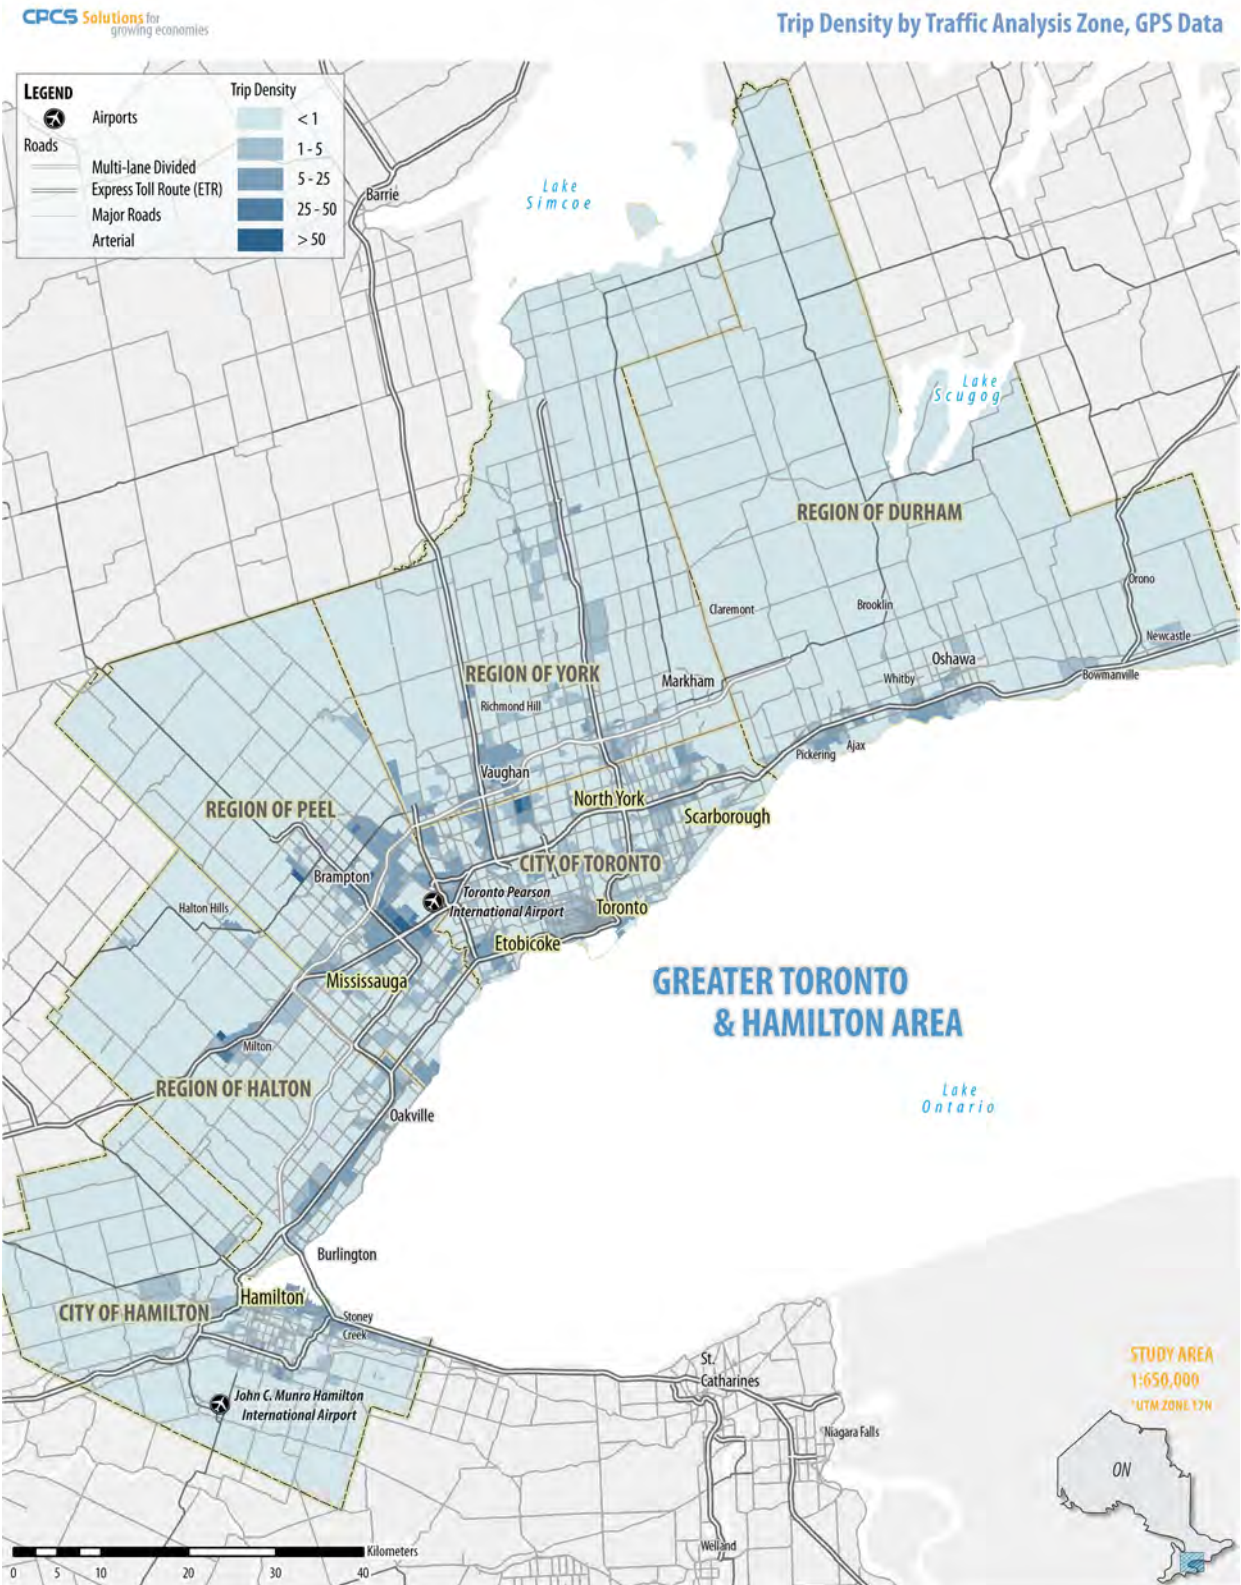 CPCS Solutions for
growing economies
Trip Density by Traffic Analysis Zone, GPS Data
LEGEND
Trip Density
Airports
< 1
Roads
1 - 5
Multi-lane Divided
5 - 25
Express Toll Route (ETR)
Major Roads
25 - 50
Arterial
> 50
Barrie
Lake
Simcoe
Lake
Scugog
REGION OF DURHAM
Orono
Claremont
Brooklin
Newcastle
Oshawa
REGION OF YORK
Markham
Whitby
Bowmanville
Richmond Hill
Ajax
Pickering
Vaughan
North York
REGION OF PEEL
Scarborough
CITY OF TORONTO
Brampton
Toronto Pearson
International Airport
Halton Hills
Toronto
Etobicoke
Mississauga
GREATER TORONTO
& HAMILTON AREA
Milton
REGION OF HALTON
Lake
Ontario
Oakville
Burlington
Hamilton
CITY OF HAMILTON
Stoney
Creek
St.
Catharines
STUDY AREA
1:650,000
*UTM ZONE 17N
John C. Munro Hamilton
International Airport
Niagara Falls
ON
Welland
Kilometers
0 5 10 20 30 40